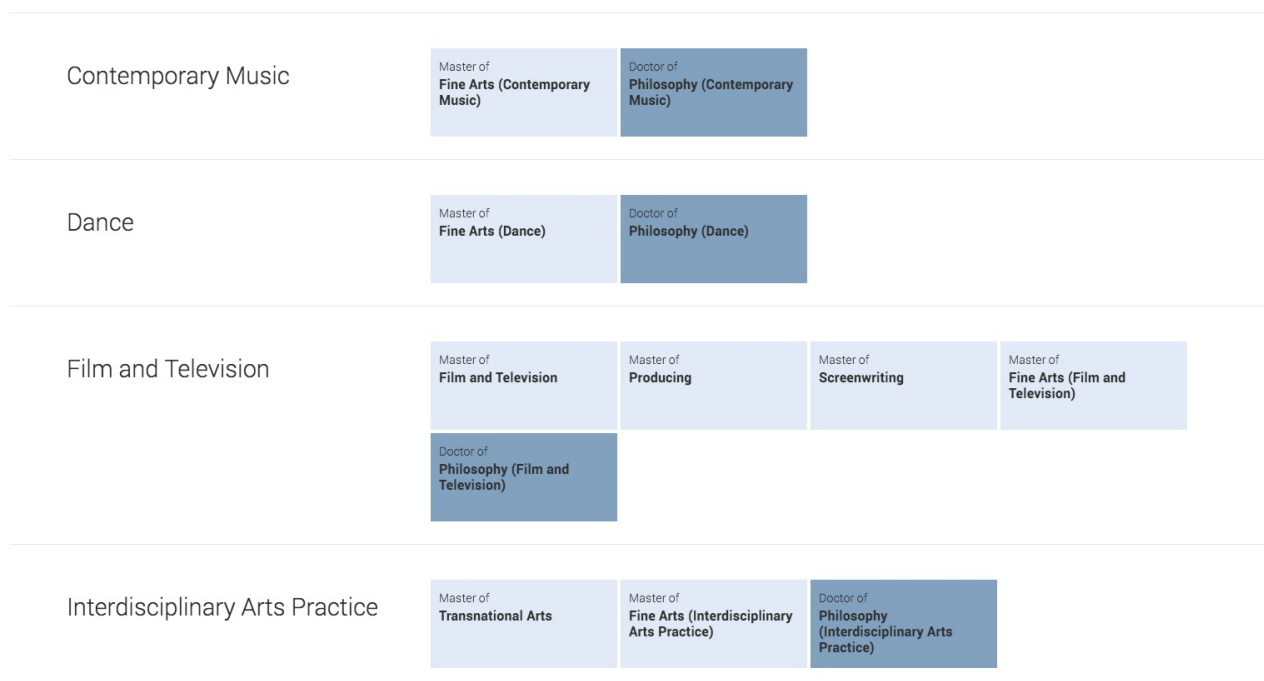 Contemporary Music
Master of
Fine Arts (Contemporary
Music)
Doctor of
Philosophy (Contemporary
Music)
Dance
Master of
Fine Arts (Dance)
Doctor of
Philosophy (Dance)
Film and Television
Master of
Film and Television
Master of
Producing
Master of
Screenwriting
Master of
Fine Arts (Film and
Television)
Doctor of
Philosophy (Film and
Television)
Interdisciplinary Arts Practice
Master of
Transnational Arts
Master of
Fine Arts (Interdisciplinary
Arts Practice)
Doctor of
Philosophy
(Interdisciplinary Arts
Practice)